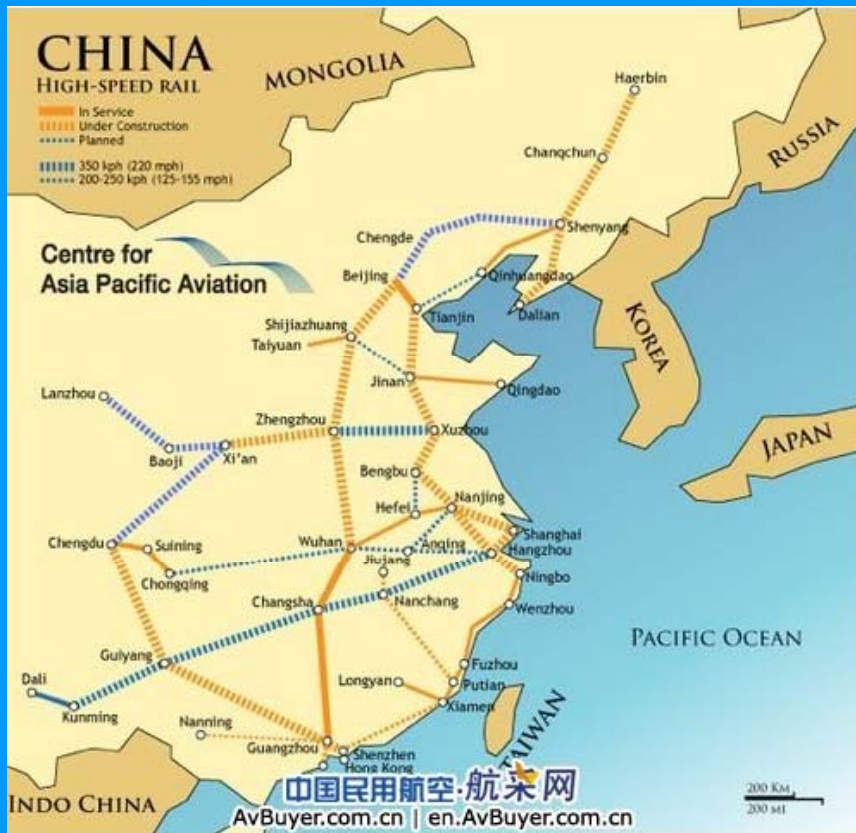 CHINA
HIGH-SPEED RAIL
In Service
Under Construction
Planned
350 kph (220 mph)
200-250 kph (125-155 mph)
MONGOLIA
Haerbin
RUSSIA
Changchun
Centre for
Asia Pacific Aviation
Chengde
Shenyang
Beijing
Qinhuangdao
Tianjin
Dalian
KOREA
Shijiazhuang
Taiyuan
Jinan
Qingdao
Lanzhou
Zhengzhou
Xuzhou
JAPAN
Baoji
Xi'an
Bengbu
Nanjing
Hefei
Shanghai
Chengdu
Suining
Wuhan
Anqing
Hangzhou
Chongqing
Jiujang
Ningbo
Changsha
Nanchang
Wenzhou
PACIFIC OCEAN
Guiyang
Fuzhou
Dali
Longyan
Putian
Kunming
Xiamen
Nanning
TAIWAN
Guangzhou
Shenzhen
Hong Kong
中国民用航空·航采网
200 KM
200 MI
INDO CHINA
AvBuyer.com.cn | en.AvBuyer.com.cn